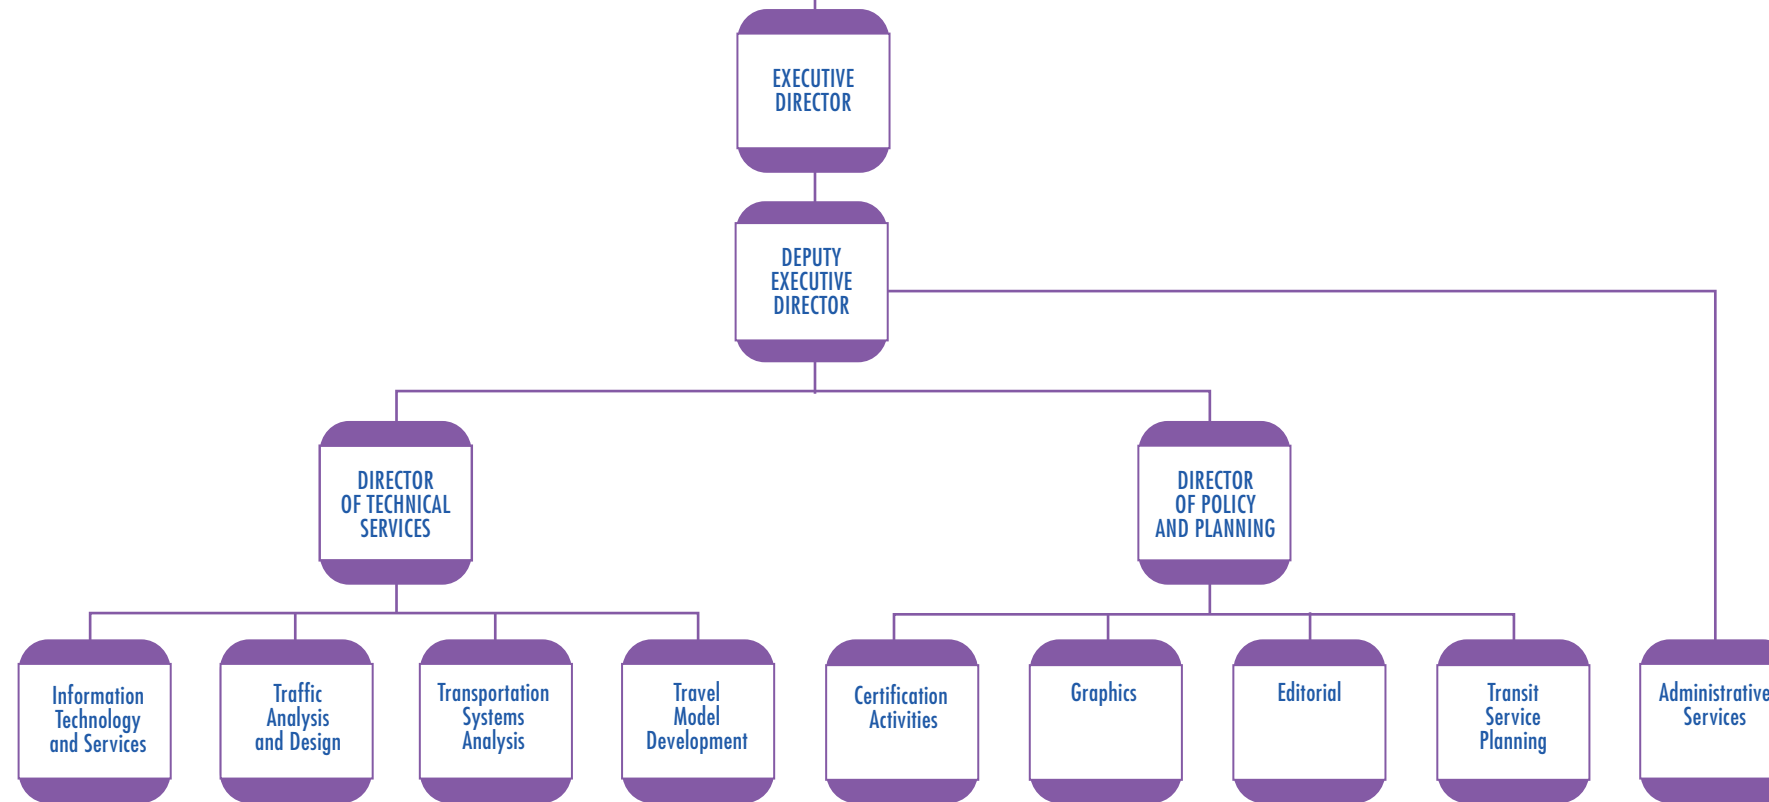 EXECUTIVE
DIRECTOR
DEPUTY
EXECUTIVE
DIRECTOR
DIRECTOR
OF TECHNICAL
SERVICES
DIRECTOR
OF POLICY
AND PLANNING
Information
Technology
and Services
Traffic
Analysis
and Design
Transportation
Systems
Analysis
Travel
Model
Development
Certification
Activities
Graphics
Editorial
Transit
Service
Planning
Administrative
Services